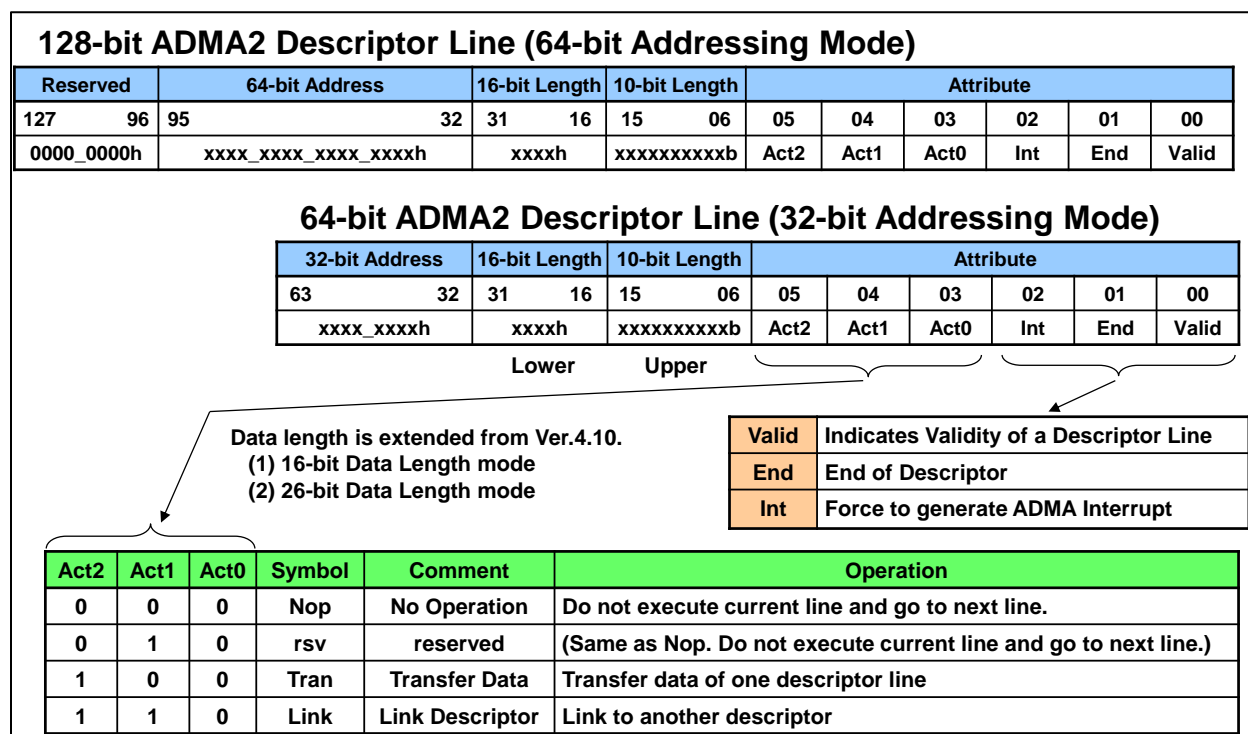 128-bit ADMA2 Descriptor Line (64-bit Addressing Mode)
Reserved 64-bit Address 16-bit Length 10-bit Length Attribute
127 96 95 32 31 16 15 06 05 04 03 02 01 00
0000_0000h xxxx_xxxx_xxxx_xxxxh xxxxh xxxxxxxxxxb Act2 Act1 Act0 Int End Valid
64-bit ADMA2 Descriptor Line (32-bit Addressing Mode)
32-bit Address 16-bit Length 10-bit Length Attribute
63 32 31 16 15 06 05 04 03 02 01 00
xxxx_xxxxh xxxxh xxxxxxxxxxb Act2 Act1 Act0 Int End Valid
Lower Upper
Data length is extended from Ver.4.10.
(1) 16-bit Data Length mode
(2) 26-bit Data Length mode
Valid Indicates Validity of a Descriptor Line
End End of Descriptor
Int Force to generate ADMA Interrupt
Act2 Act1 Act0 Symbol Comment Operation
0 0 0 Nop No Operation Do not execute current line and go to next line.
0 1 0 rsv reserved (Same as Nop. Do not execute current line and go to next line.)
1 0 0 Tran Transfer Data Transfer data of one descriptor line
1 1 0 Link Link Descriptor Link to another descriptor